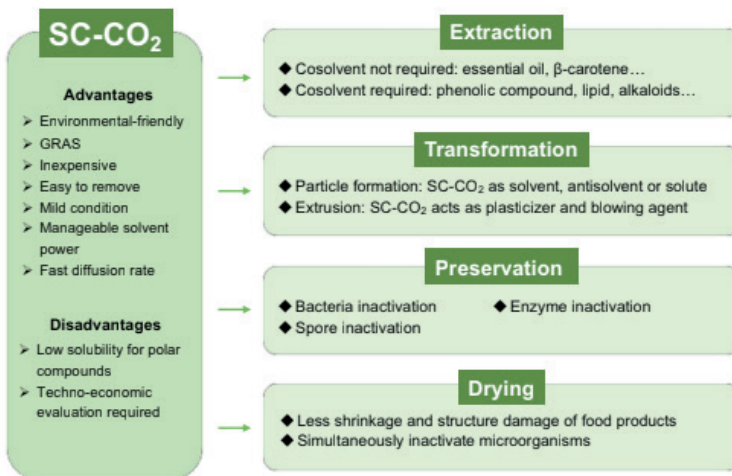 SC-CO₂
Advantages
➢ Environmental-friendly
➢ GRAS
➢ Inexpensive
➢ Easy to remove
➢ Mild condition
➢ Manageable solvent
power
➢ Fast diffusion rate
Disadvantages
➢ Low solubility for polar
compounds
➢ Techno-economic
evaluation required
Extraction
◆ Cosolvent not required: essential oil, β-carotene…
◆ Cosolvent required: phenolic compound, lipid, alkaloids…
Transformation
◆ Particle formation: SC-CO₂ as solvent, antisolvent or solute
◆ Extrusion: SC-CO₂ acts as plasticizer and blowing agent
Preservation
◆ Bacteria inactivation ◆ Enzyme inactivation
◆ Spore inactivation
Drying
◆ Less shrinkage and structure damage of food products
◆ Simultaneously inactivate microorganisms